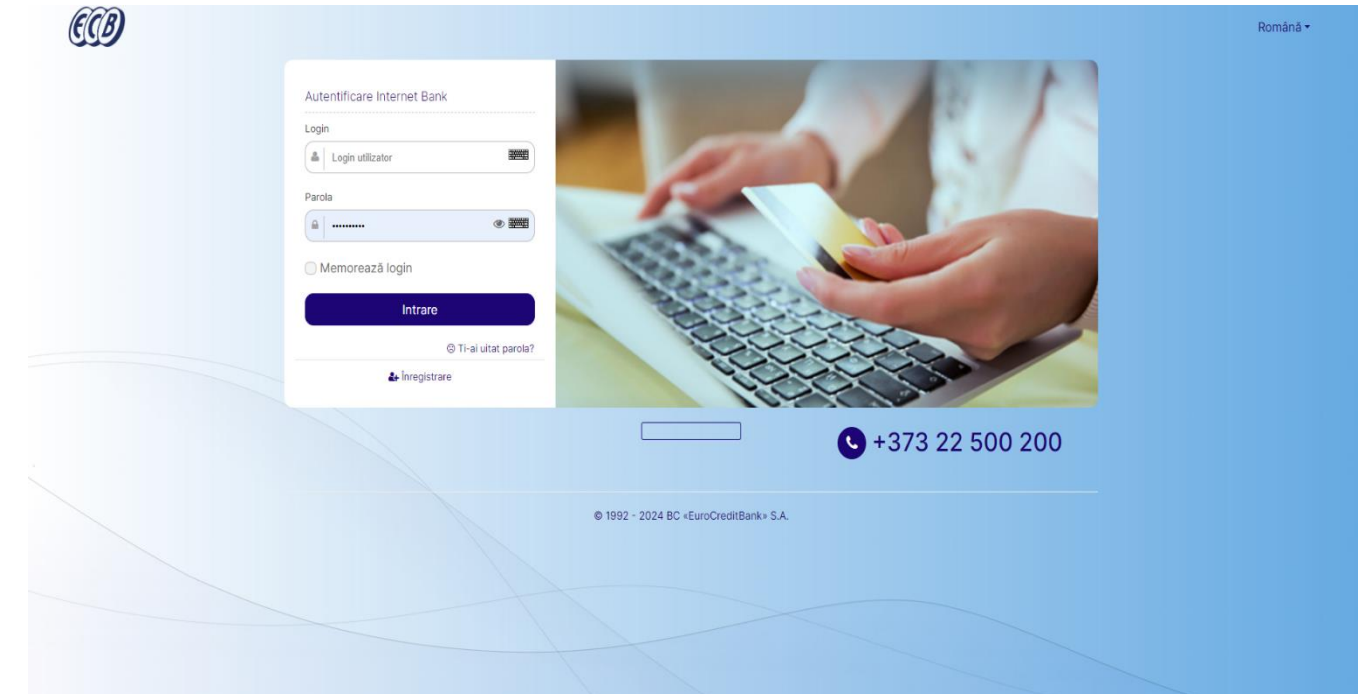 ECB
Română
Autentificare Internet Bank
Login
Login utilizator
Parola
••••••••••
Memorează login
Intrare
Ti-ai uitat parola?
Înregistrare
+373 22 500 200
© 1992 - 2024 BC «EuroCreditBank» S.A.